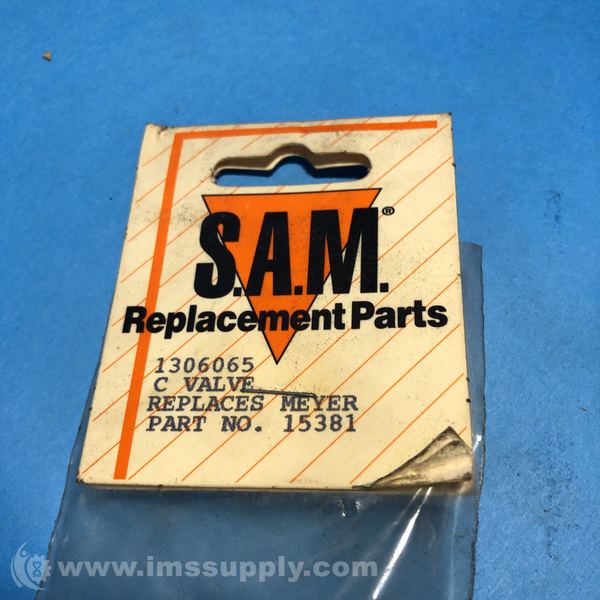 S.A.M.®
Replacement Parts
1306065
C VALVE
REPLACES MEYER
PART NO. 15381
www.imssupply.com